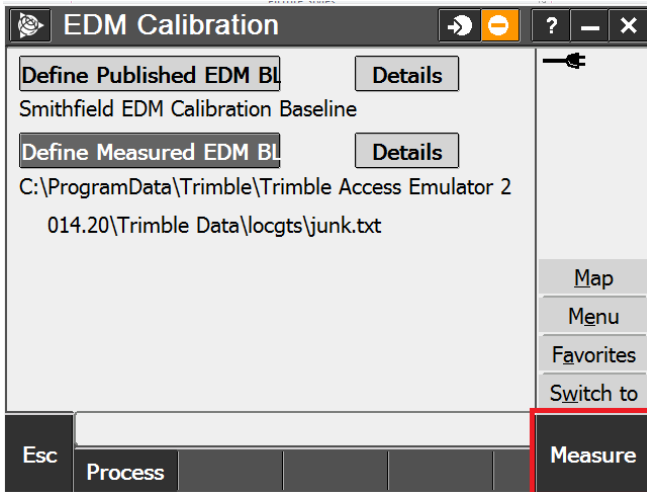 EDM Calibration
? – ×
Define Published EDM BL Details
Smithfield EDM Calibration Baseline
Define Measured EDM BL Details
C:\ProgramData\Trimble\Trimble Access Emulator 2
014.20\Trimble Data\locgts\junk.txt
Map
Menu
Favorites
Switch to
Esc
Process
Measure